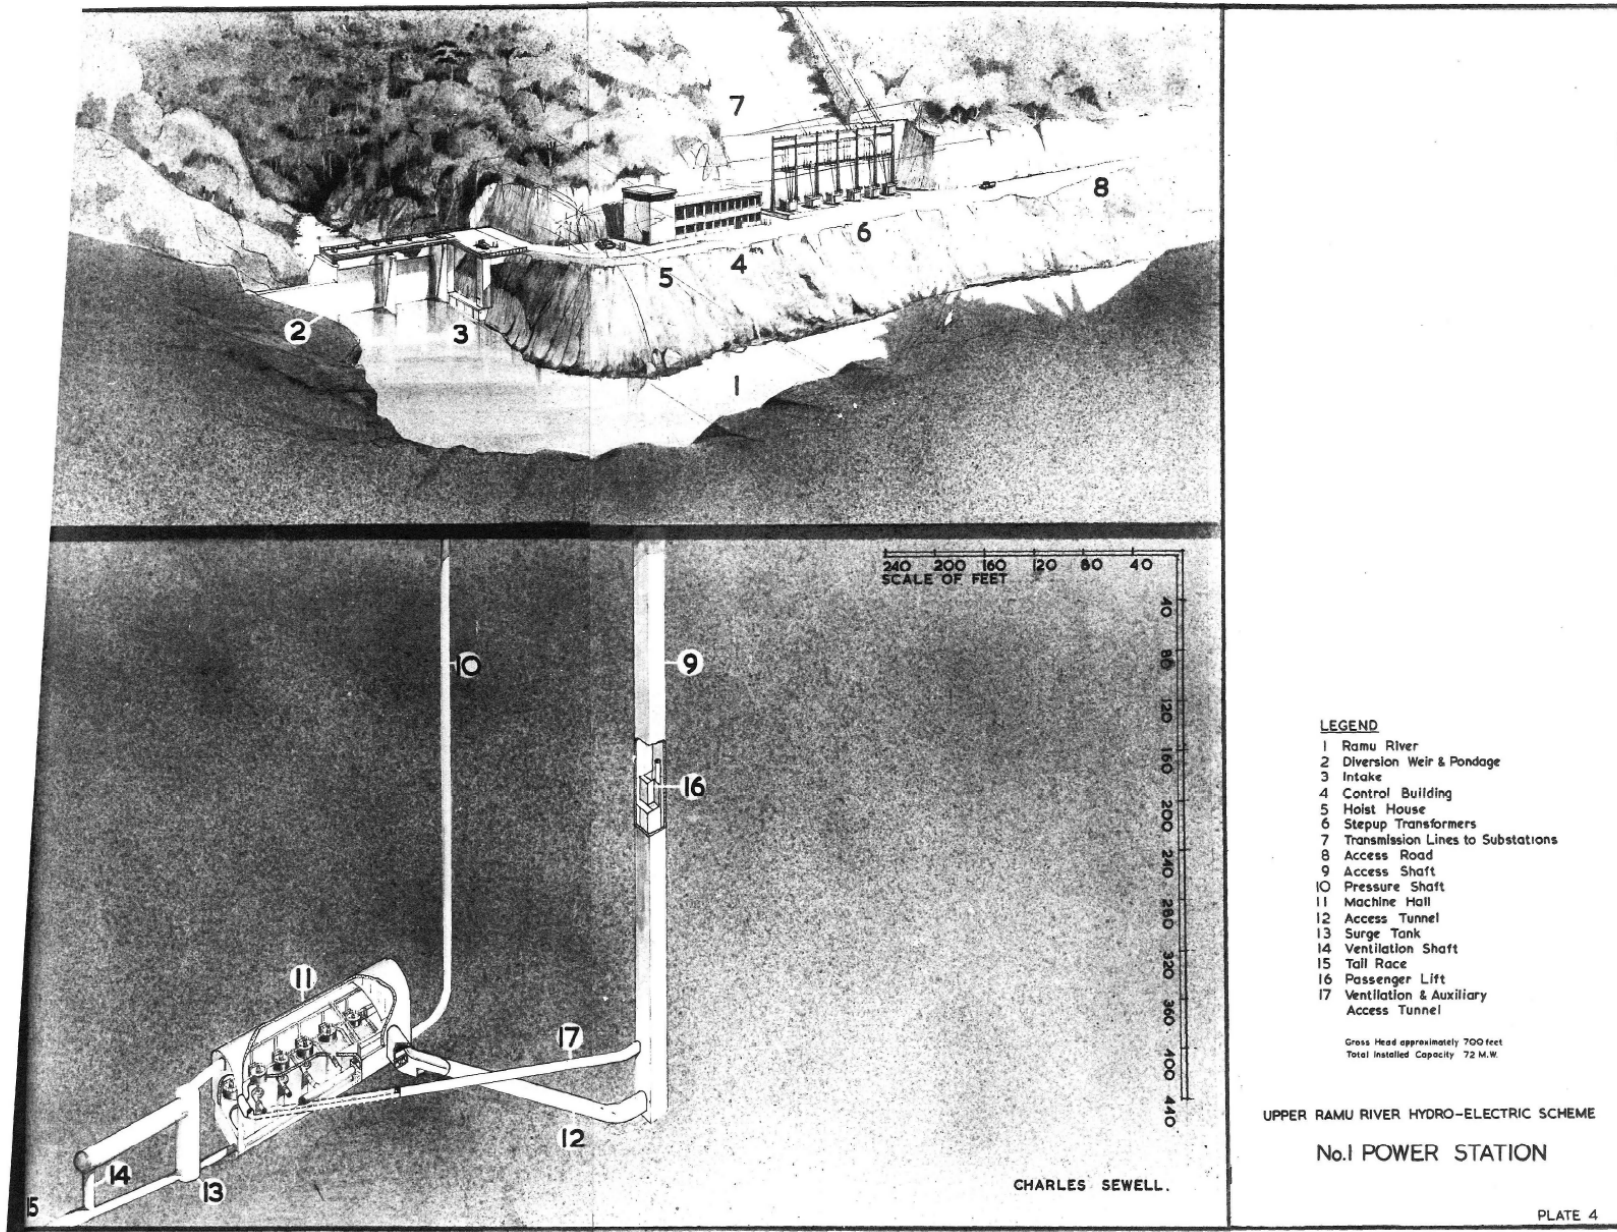 7
8
6
4
5
2
3
1
240 200 160 120 80 40
SCALE OF FEET
40
80
120
160
200
240
280
320
360
400
440
10
9
16
11
17
12
14
13
15
CHARLES SEWELL.
LEGEND
1 Ramu River
2 Diversion Weir & Pondage
3 Intake
4 Control Building
5 Hoist House
6 Stepup Transformers
7 Transmission Lines to Substations
8 Access Road
9 Access Shaft
10 Pressure Shaft
11 Machine Hall
12 Access Tunnel
13 Surge Tank
14 Ventilation Shaft
15 Tail Race
16 Passenger Lift
17 Ventilation & Auxiliary
Access Tunnel
Gross Head approximately 700 feet
Total Installed Capacity 72 M.W.
UPPER RAMU RIVER HYDRO-ELECTRIC SCHEME
No.1 POWER STATION
PLATE 4